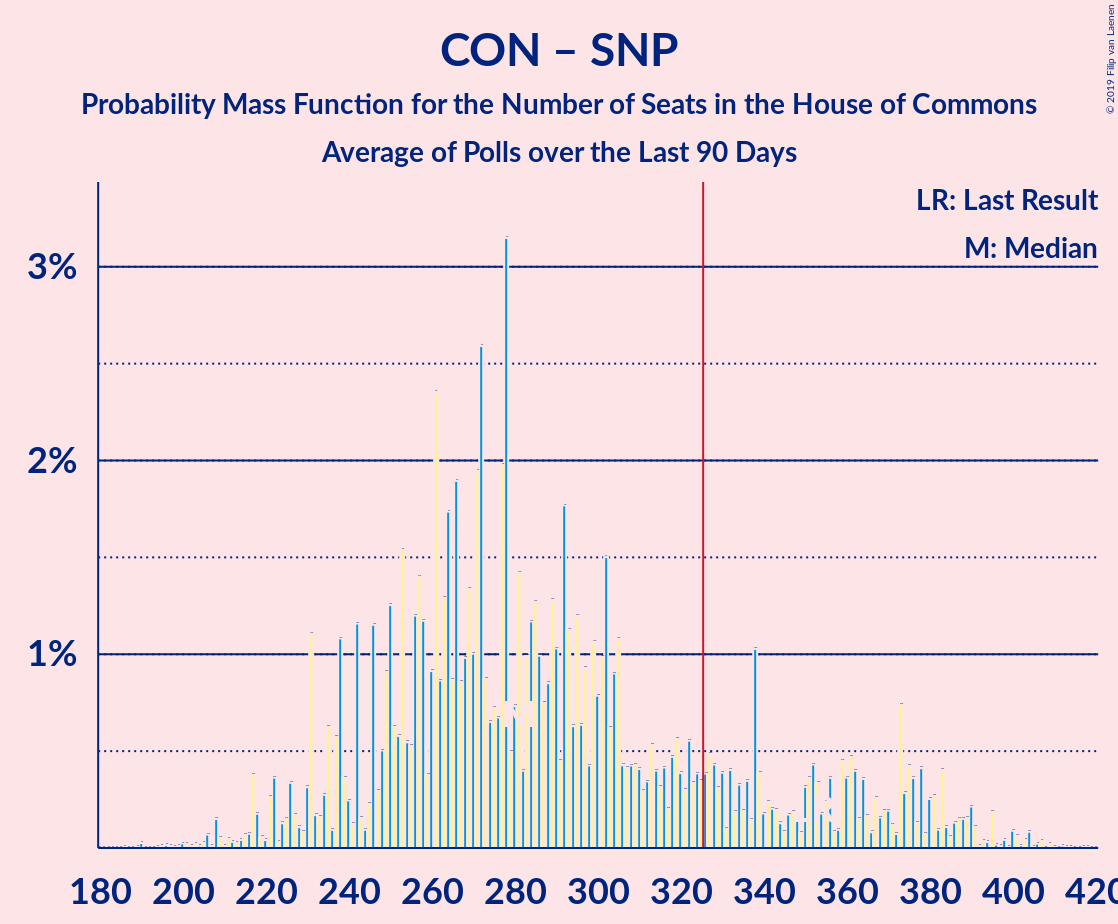 CON – SNP
Probability Mass Function for the Number of Seats in the House of Commons
Average of Polls over the Last 90 Days
© 2019 Filip van Laenen
LR: Last Result
M: Median
3%
2%
1%
180 200 220 240 260 280 300 320 340 360 380 400 420